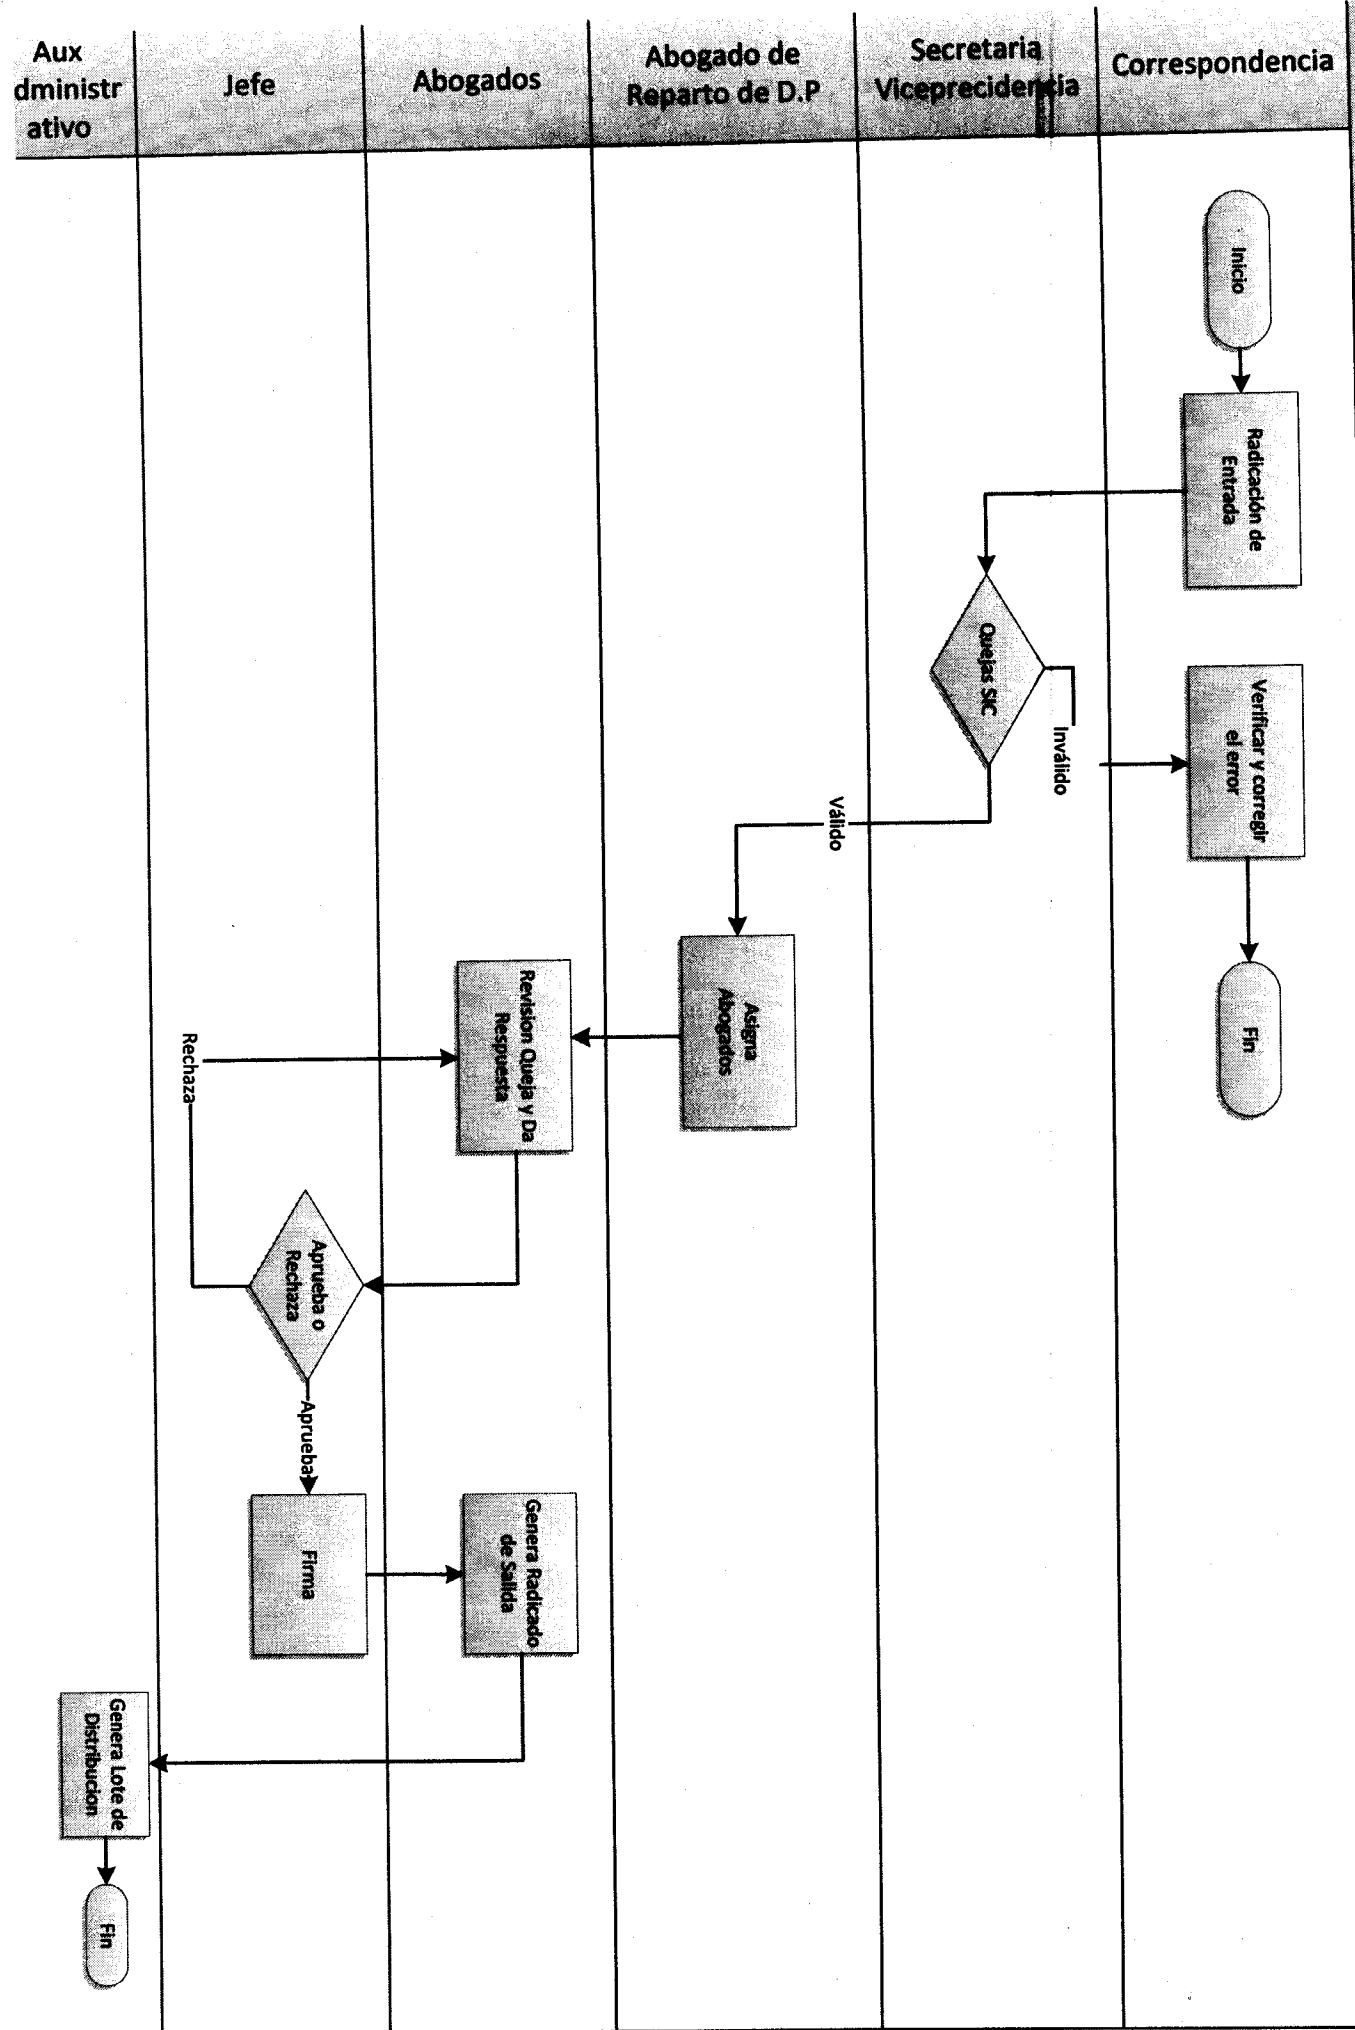 Aux
dministr
ativo
Jefe
Abogados
Abogado de
Reparto de D.P
Secretaria
Viceprecidencia
Correspondencia
Inicio
Radicación de
Entrada
Quejas SIC
Inválido
Verificar y corregir
el error
Fin
Válido
Asigna
Abogados
Revision Queja y Da
Respuesta
Rechaza
Aprueba o
Rechaza
Aprueba
Firma
Genera Radicado
de Salida
Genera Lote de
Distribucion
Fin